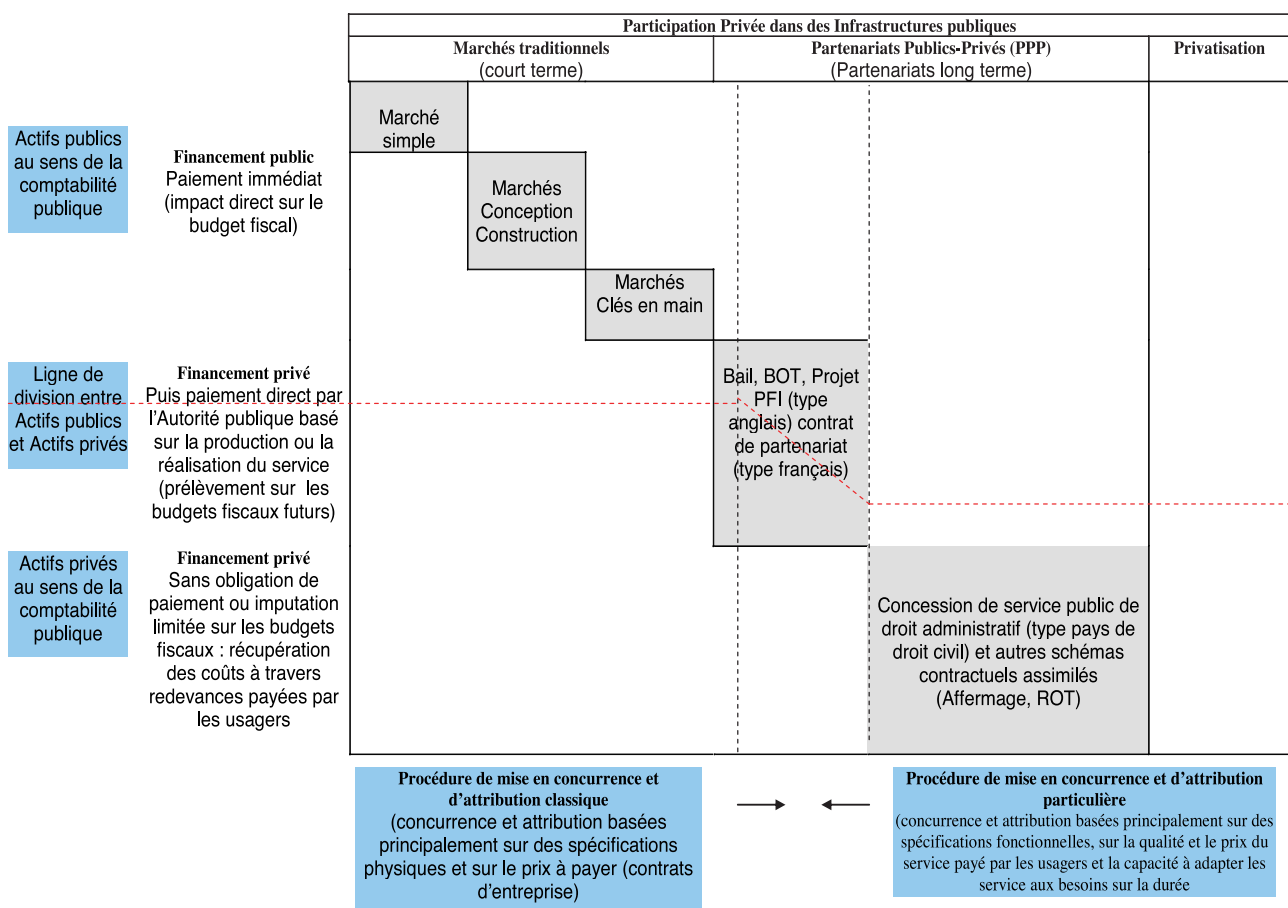 Participation Privée dans des Infrastructures publiques
Marchés traditionnels
(court terme)
Partenariats Publics-Privés (PPP)
(Partenariats long terme)
Privatisation
Actifs publics
au sens de la
comptabilité
publique
Financement public
Paiement immédiat
(impact direct sur le
budget fiscal)
Marché
simple
Marchés
Conception
Construction
Marchés
Clés en main
Ligne de
division entre
Actifs publics
et Actifs privés
Financement privé
Puis paiement direct par
l'Autorité publique basé
sur la production ou la
réalisation du service
(prélèvement sur les
budgets fiscaux futurs)
Bail, BOT, Projet
PFI (type
anglais) contrat
de partenariat
(type français)
Actifs privés
au sens de la
comptabilité
publique
Financement privé
Sans obligation de
paiement ou imputation
limitée sur les budgets
fiscaux : récupération
des coûts à travers
redevances payées par
les usagers
Concession de service public de
droit administratif (type pays de
droit civil) et autres schémas
contractuels assimilés
(Affermage, ROT)
Procédure de mise en concurrence et
d'attribution classique
(concurrence et attribution basées
principalement sur des spécifications
physiques et sur le prix à payer (contrats
d'entreprise)
Procédure de mise en concurrence et d'attribution
particulière
(concurrence et attribution basées principalement sur des
spécifications fonctionnelles, sur la qualité et le prix du
service payé par les usagers et la capacité à adapter les
service aux besoins sur la durée